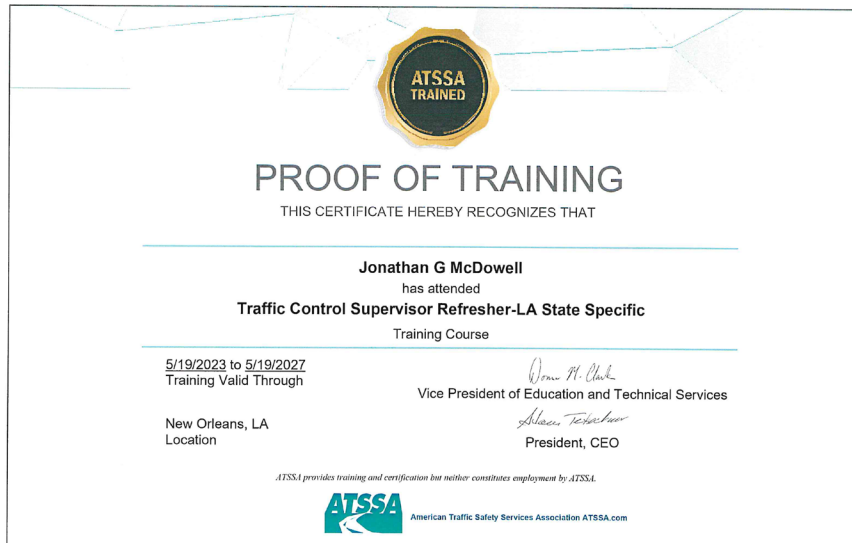 ATSSA
TRAINED
PROOF OF TRAINING
THIS CERTIFICATE HEREBY RECOGNIZES THAT
Jonathan G McDowell
has attended
Traffic Control Supervisor Refresher-LA State Specific
Training Course
5/19/2023 to 5/19/2027
Training Valid Through
Vice President of Education and Technical Services
New Orleans, LA
Location
President, CEO
ATSSA provides training and certification but neither constitutes employment by ATSSA.
ATSSA
American Traffic Safety Services Association ATSSA.com